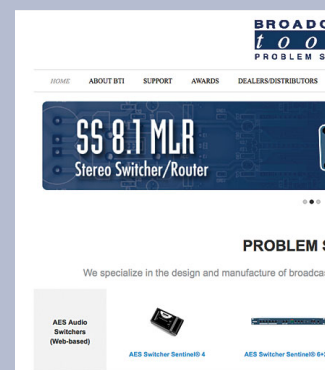 BROADC
too
PROBLEM S
HOME ABOUT BTI SUPPORT AWARDS DEALERS/DISTRIBUTORS
SS 8.1 MLR
Stereo Switcher/Router
PROBLEM S
We specialize in the design and manufacture of broadcas
AES Audio
Switchers
(Web-based)
AES Switcher Sentinel® 4 AES Switcher Sentinel® 6+